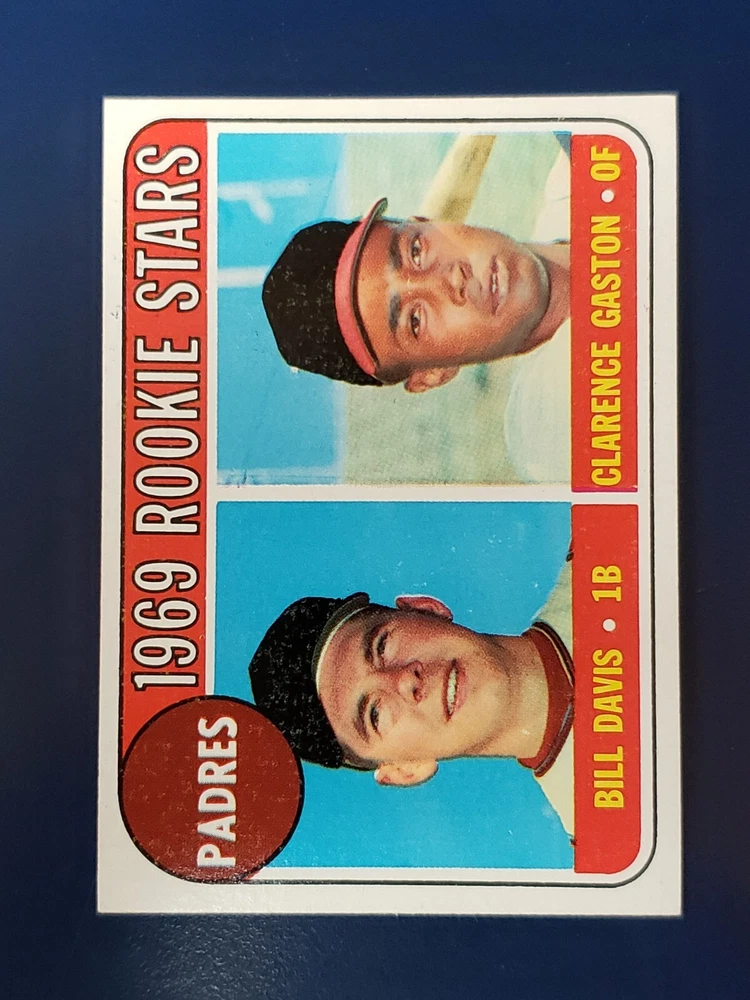 1969 ROOKIE STARS
PADRES
BILL DAVIS • 1B
CLARENCE GASTON • OF